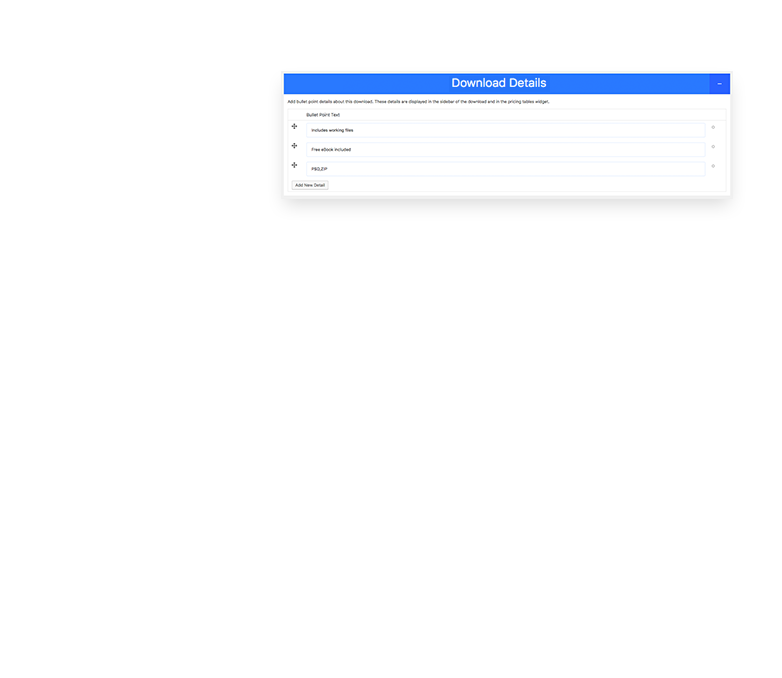 Download Details
Add bullet point details about this download. These details are displayed in the sidebar of the download and in the pricing tables widget.
Bullet Point Text
Includes working files
Free eBook included
PSD,ZIP
Add New Detail